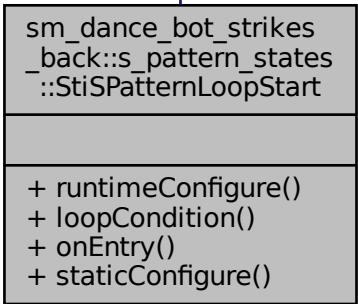 sm_dance_bot_strikes
_back::s_pattern_states
::StiSPatternLoopStart
+ runtimeConfigure()
+ loopCondition()
+ onEntry()
+ staticConfigure()